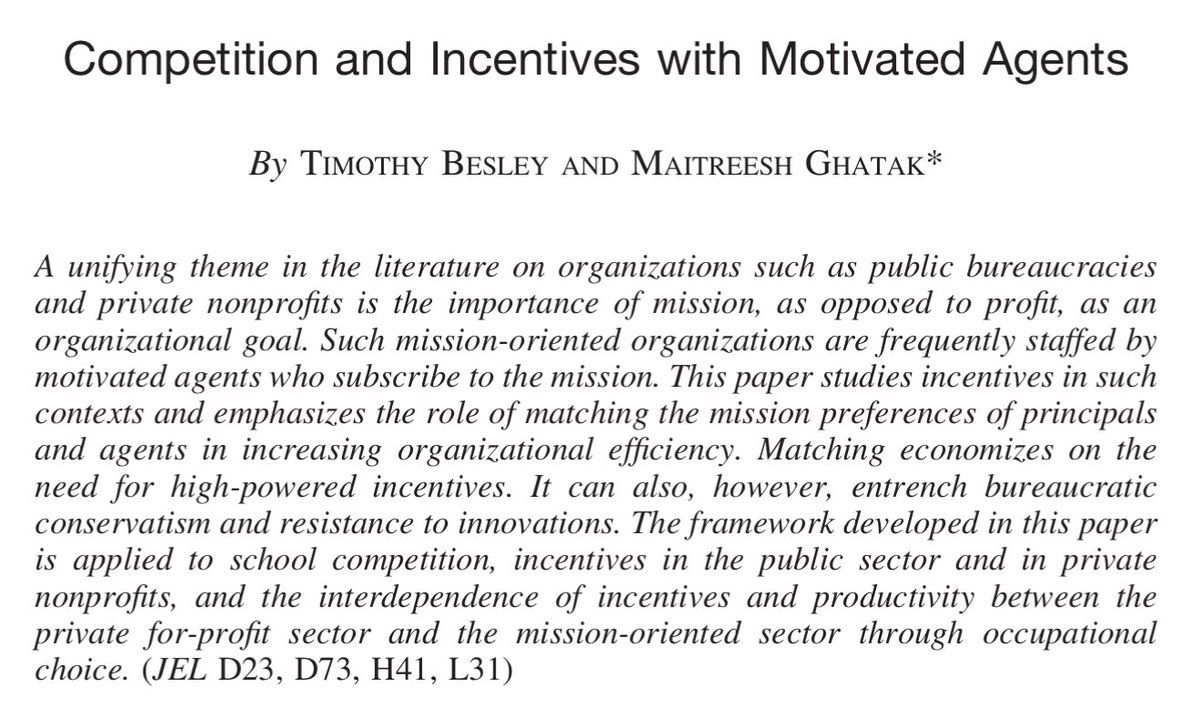 Competition and Incentives with Motivated Agents
By TIMOTHY BESLEY AND MAITREESH GHATAK*
A unifying theme in the literature on organizations such as public bureaucracies
and private nonprofits is the importance of mission, as opposed to profit, as an
organizational goal. Such mission-oriented organizations are frequently staffed by
motivated agents who subscribe to the mission. This paper studies incentives in such
contexts and emphasizes the role of matching the mission preferences of principals
and agents in increasing organizational efficiency. Matching economizes on the
need for high-powered incentives. It can also, however, entrench bureaucratic
conservatism and resistance to innovations. The framework developed in this paper
is applied to school competition, incentives in the public sector and in private
nonprofits, and the interdependence of incentives and productivity between the
private for-profit sector and the mission-oriented sector through occupational
choice. (JEL D23, D73, H41, L31)